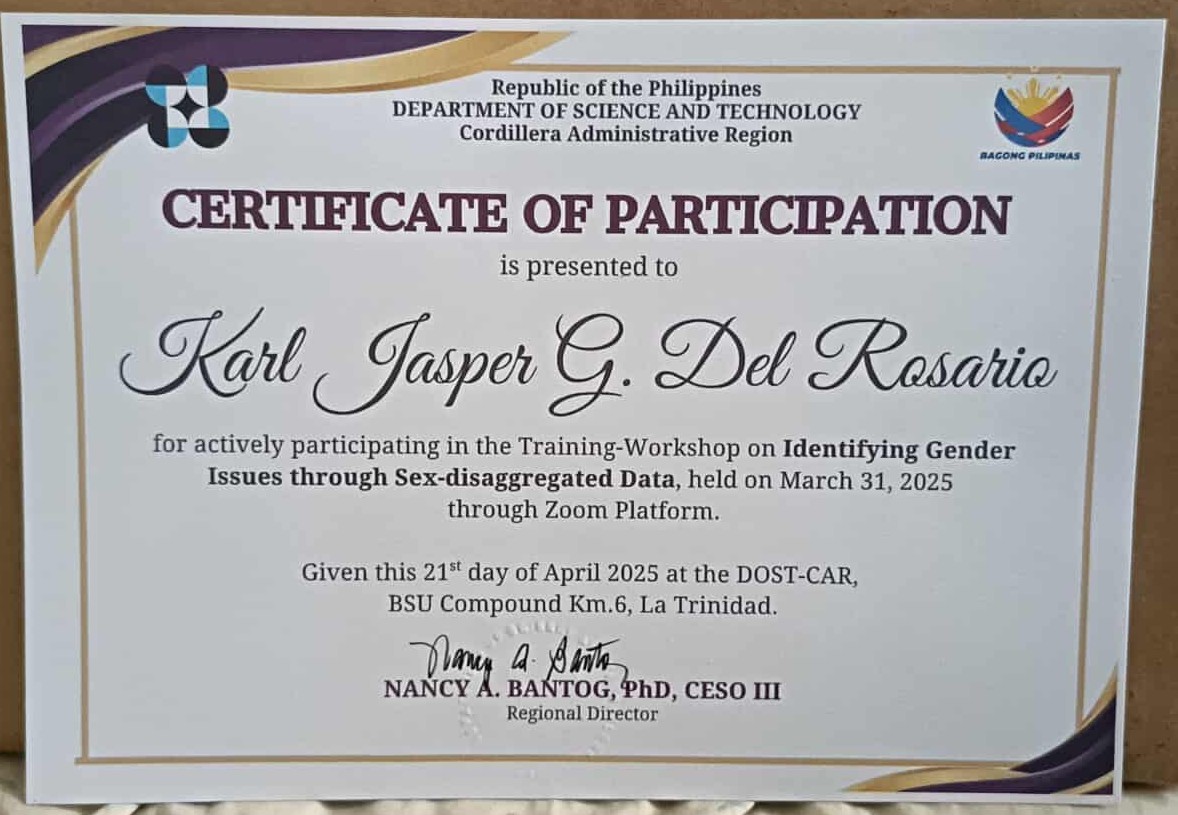 Republic of the Philippines
DEPARTMENT OF SCIENCE AND TECHNOLOGY
Cordillera Administrative Region
BAGONG PILIPINAS
CERTIFICATE OF PARTICIPATION
is presented to
Karl Jasper G. Del Rosario
for actively participating in the Training-Workshop on Identifying Gender
Issues through Sex-disaggregated Data, held on March 31, 2025
through Zoom Platform.
Given this 21st day of April 2025 at the DOST-CAR,
BSU Compound Km.6, La Trinidad.
Nancy A. Bantog
NANCY A. BANTOG, PhD, CESO III
Regional Director